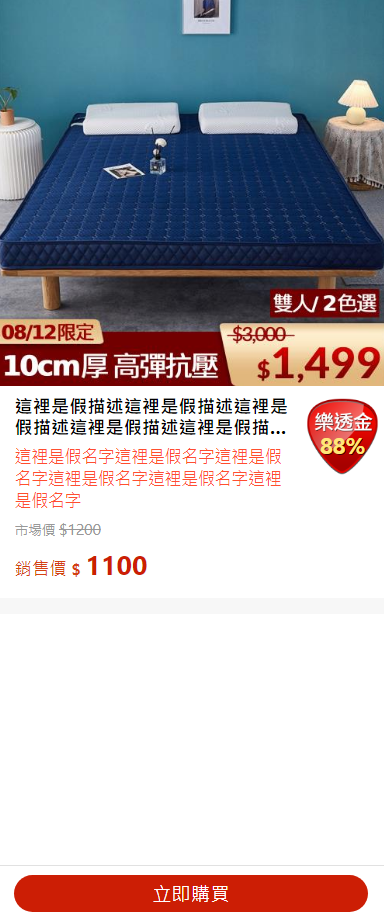 雙人/ 2色選
08/12限定
$3,000
10cm厚 高彈抗壓
$1,499
這裡是假描述這裡是假描述這裡是
假描述這裡是假描述這裡是假描...
樂透金
88%
這裡是假名字這裡是假名字這裡是假
名字這裡是假名字這裡是假名字這裡
是假名字
市場價 $1200
銷售價 $ 1100
立即購買